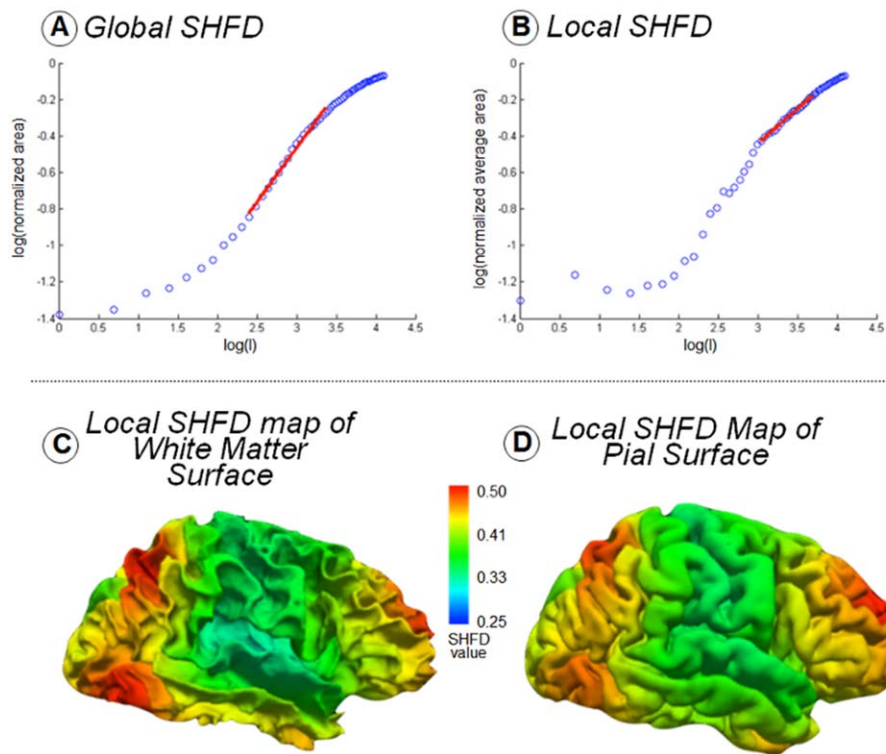 A Global SHFD
B Local SHFD
log(normalized area)
0
-0.2
-0.4
-0.6
-0.8
-1
-1.2
-1.4
0 0.5 1 1.5 2 2.5 3 3.5 4 4.5
log(l)
log(normalized average area)
0
-0.2
-0.4
-0.6
-0.8
-1
-1.2
-1.4
0 0.5 1 1.5 2 2.5 3 3.5 4 4.5
log(l)
C Local SHFD map of
White Matter
Surface
D Local SHFD Map of
Pial Surface
0.50
0.41
0.33
0.25
SHFD
value